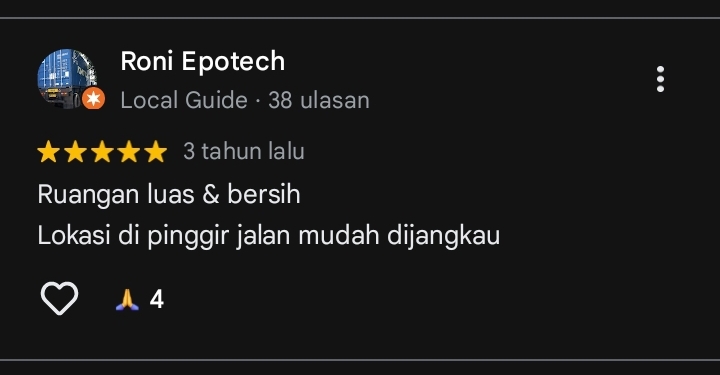 Roni Epotech
Local Guide · 38 ulasan
3 tahun lalu
Ruangan luas & bersih
Lokasi di pinggir jalan mudah dijangkau
🙏 4